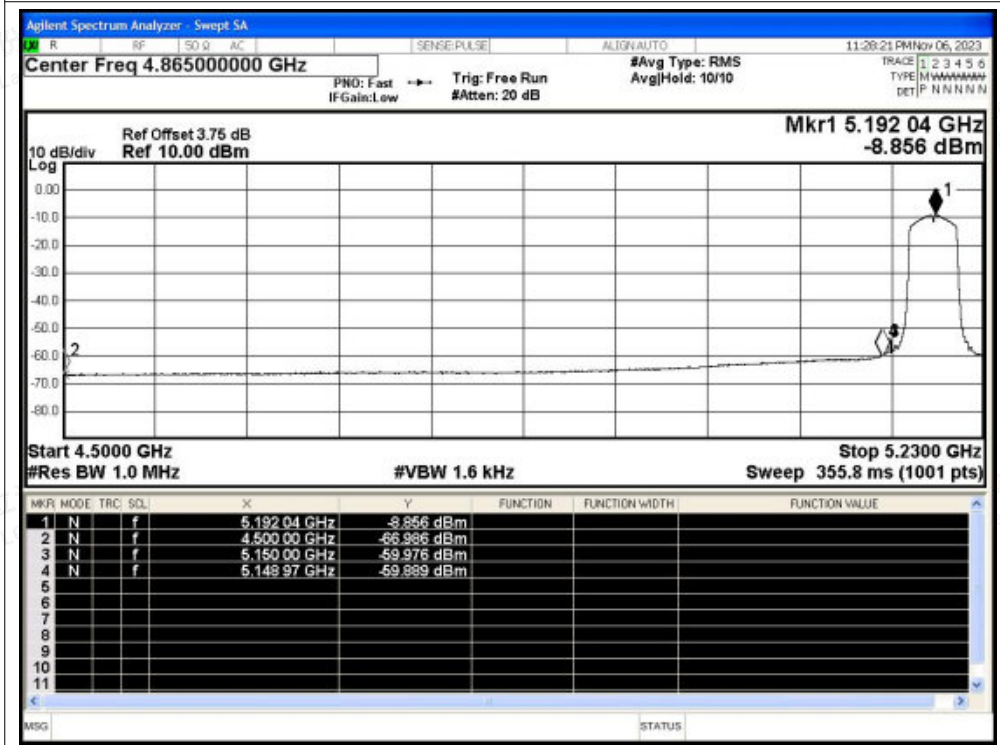 Agilent Spectrum Analyzer - Swept SA
R RF 50 Ω AC SENSE:PULSE ALIGN AUTO 11:28:21 PM Nov 06, 2023
Center Freq 4.865000000 GHz #Avg Type: RMS TRACE 1 2 3 4 5 6
PNO: Fast Trig: Free Run Avg|Hold: 10/10 TYPE M WWWWW
IFGain:Low #Atten: 20 dB DET P N N N N N
Mkr1 5.192 04 GHz
Ref Offset 3.75 dB
10 dB/div Ref 10.00 dBm -8.856 dBm
Log
0.00
1
-10.0
-20.0
-30.0
-40.0
-50.0
-60.0 2
-70.0
-80.0
Start 4.5000 GHz Stop 5.2300 GHz
#Res BW 1.0 MHz #VBW 1.6 kHz Sweep 355.8 ms (1001 pts)
MKR MODE TRC SCL X Y FUNCTION FUNCTION WIDTH FUNCTION VALUE
1 N f 5.192 04 GHz -8.856 dBm
2 N f 4.500 00 GHz -66.986 dBm
3 N f 5.150 00 GHz -59.976 dBm
4 N f 5.148 97 GHz -59.889 dBm
5
6
7
8
9
10
11
MSG STATUS